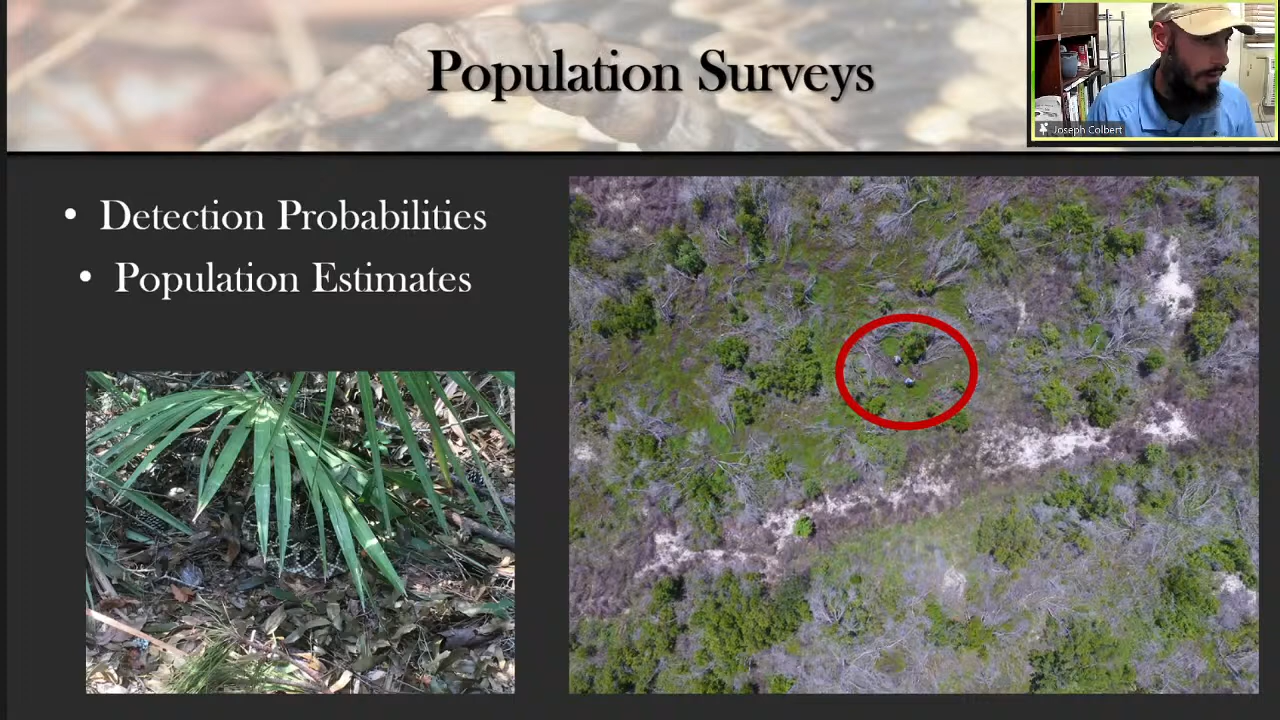 Population Surveys
Joseph Colbert
• Detection Probabilities
• Population Estimates